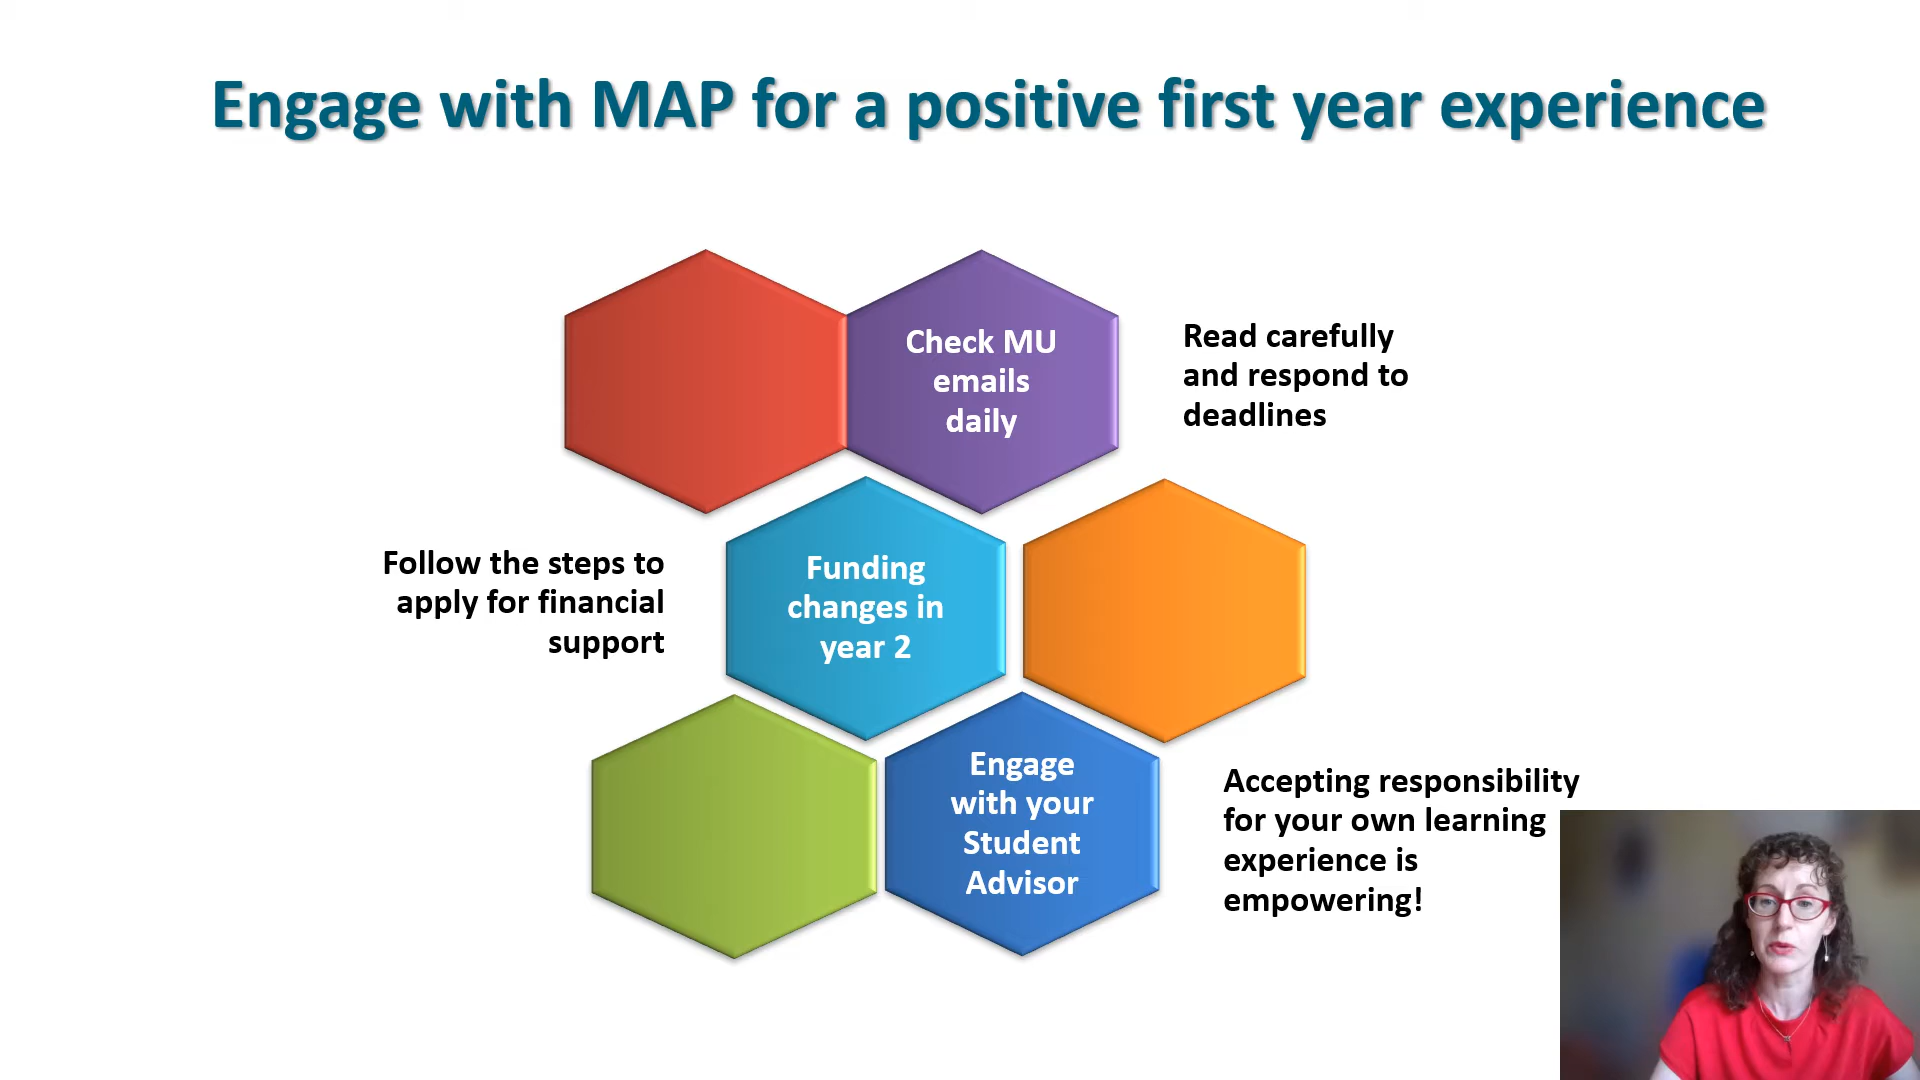 Engage with MAP for a positive first year experience
Check MU
emails
daily
Read carefully
and respond to
deadlines
Follow the steps to
apply for financial
support
Funding
changes in
year 2
Engage
with your
Student
Advisor
Accepting responsibility
for your own learning
experience is
empowering!